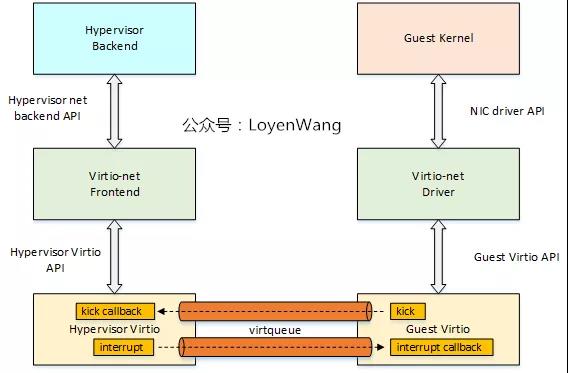 Hypervisor
Backend
Guest Kernel
Hypervisor net
backend API
NIC driver API
公众号：LoyenWang
Virtio-net
Frontend
Virtio-net
Driver
Hypervisor Virtio
API
Guest Virtio API
kick callback
kick
Hypervisor Virtio
virtqueue
Guest Virtio
interrupt
interrupt callback